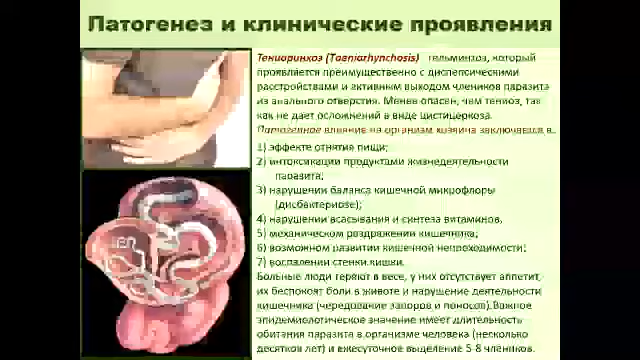 Патогенез и клинические проявления
Тениаринхоз (Taeniarhynchosis) гельминтоз, который
проявляется преимущественно с диспепсическими
расстройствами и активным выходом члеников паразита
из анального отверстия. Менее опасен, чем тениоз, так
как не дает осложнений в виде цистицеркоза.
Патогенное влияние на организм хозяина заключается в:
1) эффекте отнятия пищи;
2) интоксикации продуктами жизнедеятельности
паразита;
3) нарушении баланса кишечной микрофлоры
(дисбактериозе);
4) нарушении всасывания и синтеза витаминов,
5) механическом раздражении кишечника;
6) возможном развитии кишечной непроходимости;
7) воспалении стенки кишки.
Больные люди теряют в весе, у них отсутствует аппетит,
их беспокоят боли в животе и нарушение деятельности
кишечника (чередование запоров и поносов).Важное
эпидемиологическое значение имеет длительность
обитания паразита в организме человека (несколько
десятков лет) и ежесуточное выделение 5-8 члеников.